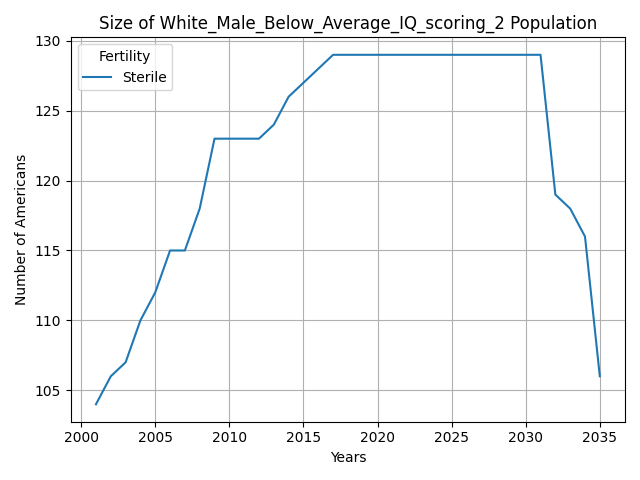 Size of White_Male_Below_Average_IQ_scoring_2 Population
Fertility
Sterile
Number of Americans
130
125
120
115
110
105
2000 2005 2010 2015 2020 2025 2030 2035
Years